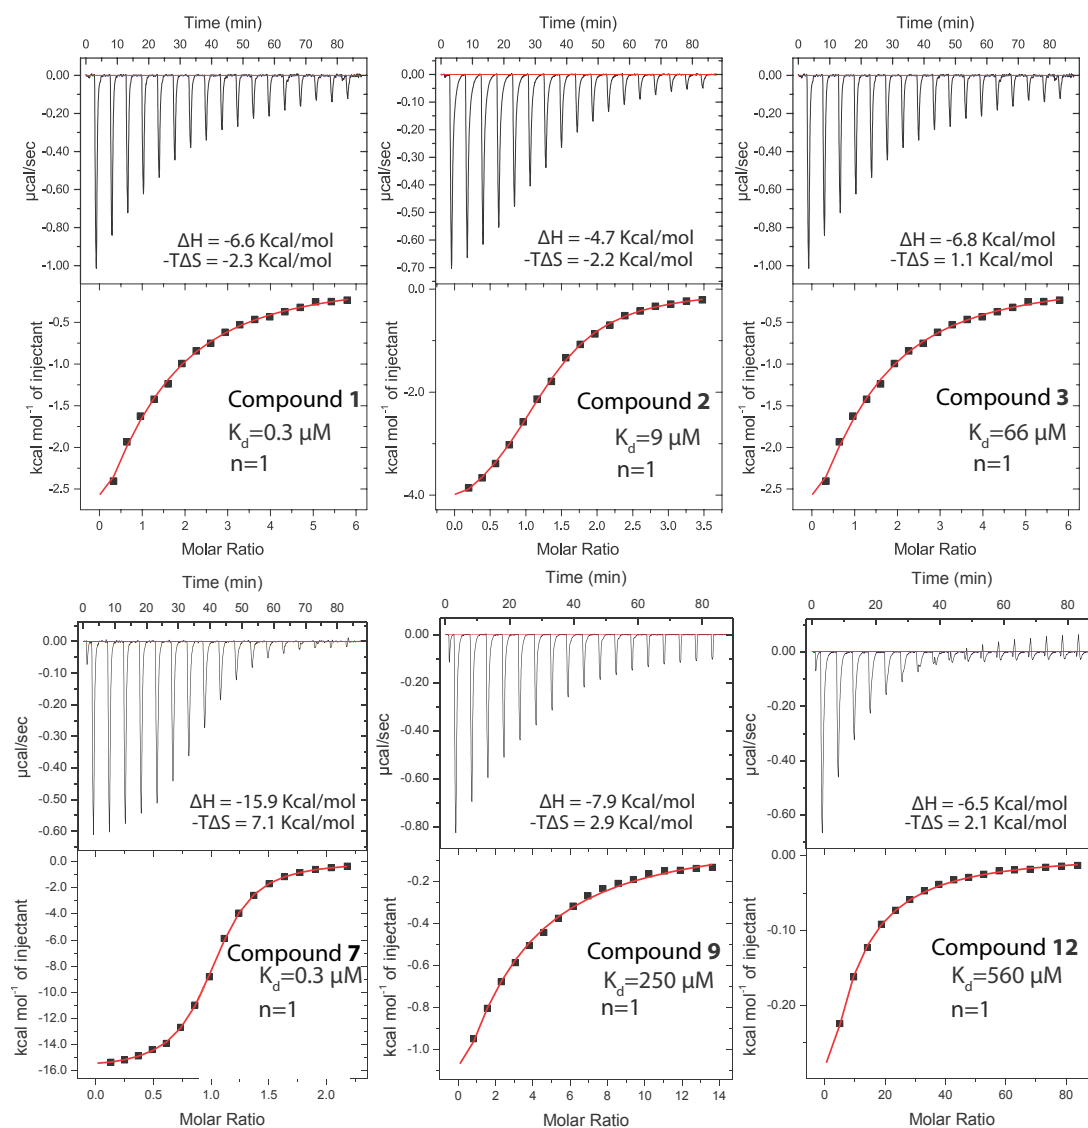 Time (min)
0 10 20 30 40 50 60 70 80
0.00
-0.20
-0.40
-0.60
-0.80
-1.00
µcal/sec
ΔH = -6.6 Kcal/mol
-TΔS = -2.3 Kcal/mol
-0.5
-1.0
-1.5
-2.0
-2.5
kcal mol⁻¹ of injectant
Compound 1
Kd=0.3 µM
n=1
0 1 2 3 4 5 6
Molar Ratio
Time (min)
0 10 20 30 40 50 60 70 80
0.00
-0.10
-0.20
-0.30
-0.40
-0.50
-0.60
-0.70
µcal/sec
ΔH = -4.7 Kcal/mol
-TΔS = -2.2 Kcal/mol
0.0
-2.0
-4.0
kcal mol⁻¹ of injectant
Compound 2
Kd=9 µM
n=1
0.0 0.5 1.0 1.5 2.0 2.5 3.0 3.5
Molar Ratio
Time (min)
0 10 20 30 40 50 60 70 80
0.00
-0.20
-0.40
-0.60
-0.80
-1.00
µcal/sec
ΔH = -6.8 Kcal/mol
-TΔS = 1.1 Kcal/mol
-0.5
-1.0
-1.5
-2.0
-2.5
kcal mol⁻¹ of injectant
Compound 3
Kd=66 µM
n=1
0 1 2 3 4 5 6
Molar Ratio
Time (min)
0 10 20 30 40 50 60 70 80
0.00
-0.10
-0.20
-0.30
-0.40
-0.50
-0.60
µcal/sec
ΔH = -15.9 Kcal/mol
-TΔS = 7.1 Kcal/mol
0.0
-2.0
-4.0
-6.0
-8.0
-10.0
-12.0
-14.0
-16.0
kcal mol⁻¹ of injectant
Compound 7
Kd=0.3 µM
n=1
0.0 0.5 1.0 1.5 2.0
Molar Ratio
Time (min)
0 10 20 30 40 50 60 70 80
0.00
-0.20
-0.40
-0.60
-0.80
µcal/sec
ΔH = -7.9 Kcal/mol
-TΔS = 2.9 Kcal/mol
-0.2
-0.4
-0.6
-0.8
-1.0
kcal mol⁻¹ of injectant
Compound 9
Kd=250 µM
n=1
0 2 4 6 8 10 12 14
Molar Ratio
Time (min)
0 10 20 30 40 50 60 70 80
0.00
-0.20
-0.40
-0.60
µcal/sec
ΔH = -6.5 Kcal/mol
-TΔS = 2.1 Kcal/mol
0.00
-0.10
-0.20
kcal mol⁻¹ of injectant
Compound 12
Kd=560 µM
n=1
0 20 40 60 80
Molar Ratio